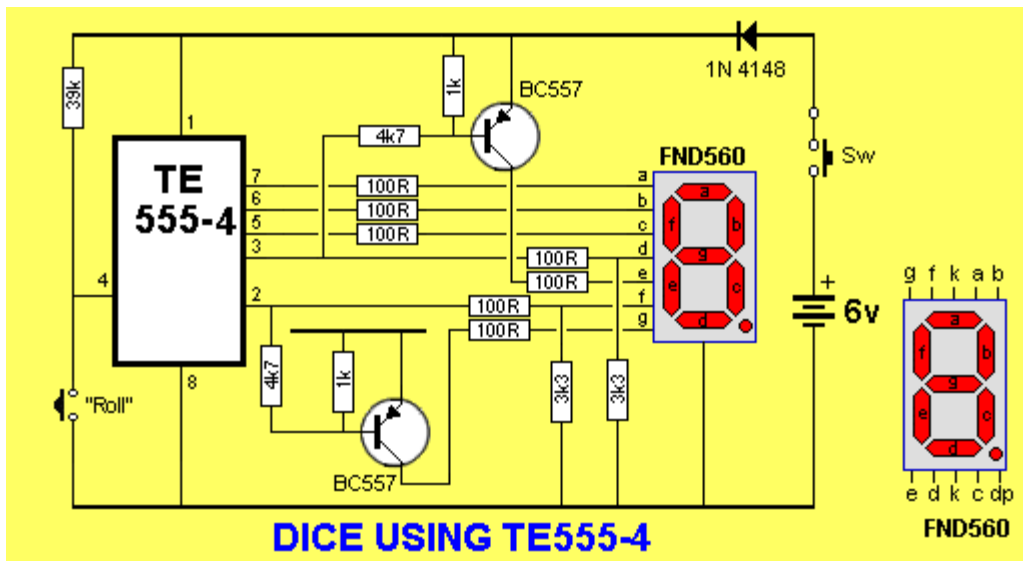 1N 4148
39k
1k
BC557
1
4k7
FND560
Sw
TE
555-4
7
100R
a
6
100R
b
5
100R
c
3
100R
d
100R
e
4
2
100R
f
100R
g
a
f
b
g
e
c
d
+
6v
g f k a b
a
f
b
g
e
c
d
e d k c dp
FND560
"Roll"
8
4k7
1k
3k3
3k3
BC557
DICE USING TE555-4